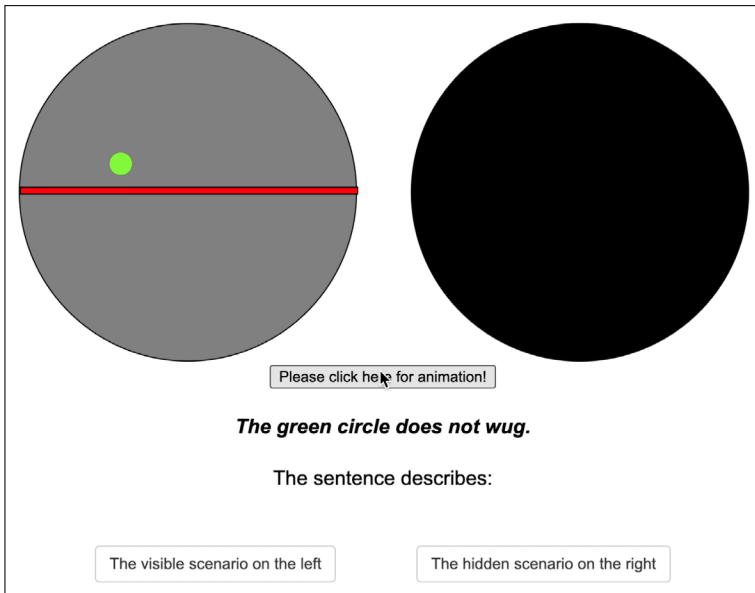 Please click here for animation!
The green circle does not wug.
The sentence describes:
The visible scenario on the left
The hidden scenario on the right